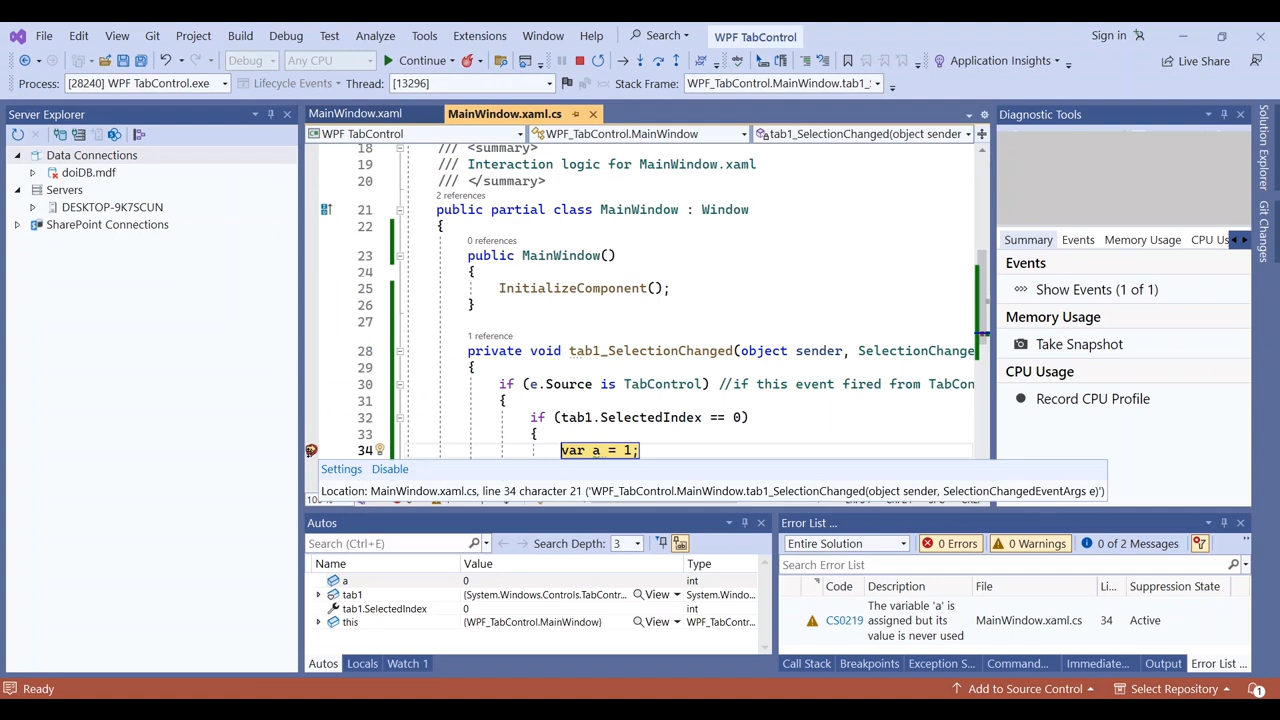 File Edit View Git Project Build Debug Test Analyze Tools Extensions Window Help Search WPF TabControl Sign in
Debug Any CPU Continue Application Insights Live Share
Process: [28240] WPF TabControl.exe Lifecycle Events Thread: [13296] Stack Frame: WPF_TabControl.MainWindow.tab1_
Server Explorer
Data Connections
doiDB.mdf
Servers
DESKTOP-9K7SCUN
SharePoint Connections
MainWindow.xaml MainWindow.xaml.cs
WPF TabControl WPF_TabControl.MainWindow tab1_SelectionChanged(object sender
18 /// <summary>
19 /// Interaction logic for MainWindow.xaml
20 /// </summary>
2 references
21 public partial class MainWindow : Window
22 {
0 references
23 public MainWindow()
24 {
25 InitializeComponent();
26 }
27
1 reference
28 private void tab1_SelectionChanged(object sender, SelectionChange
29 {
30 if (e.Source is TabControl) //if this event fired from TabCon
31 {
32 if (tab1.SelectedIndex == 0)
33 {
34 var a = 1;
Settings Disable
Location: MainWindow.xaml.cs, line 34 character 21 ('WPF_TabControl.MainWindow.tab1_SelectionChanged(object sender, SelectionChangedEventArgs e)')
Diagnostic Tools
Summary Events Memory Usage CPU Us
Events
Show Events (1 of 1)
Memory Usage
Take Snapshot
CPU Usage
Record CPU Profile
Solution Explorer
Git Changes
Autos
Search (Ctrl+E) Search Depth: 3
Name Value Type
a 0 int
tab1 {System.Windows.Controls.TabContr... View System.Windo...
tab1.SelectedIndex 0 int
this {WPF_TabControl.MainWindow} View WPF_TabContr...
Autos Locals Watch 1
Error List ...
Entire Solution 0 Errors 0 Warnings 0 of 2 Messages
Search Error List
Code Description File Li... Suppression State
CS0219 The variable 'a' is assigned but its value is never used MainWindow.xaml.cs 34 Active
Call Stack Breakpoints Exception S... Command... Immediate... Output Error List ...
Ready Add to Source Control Select Repository 1